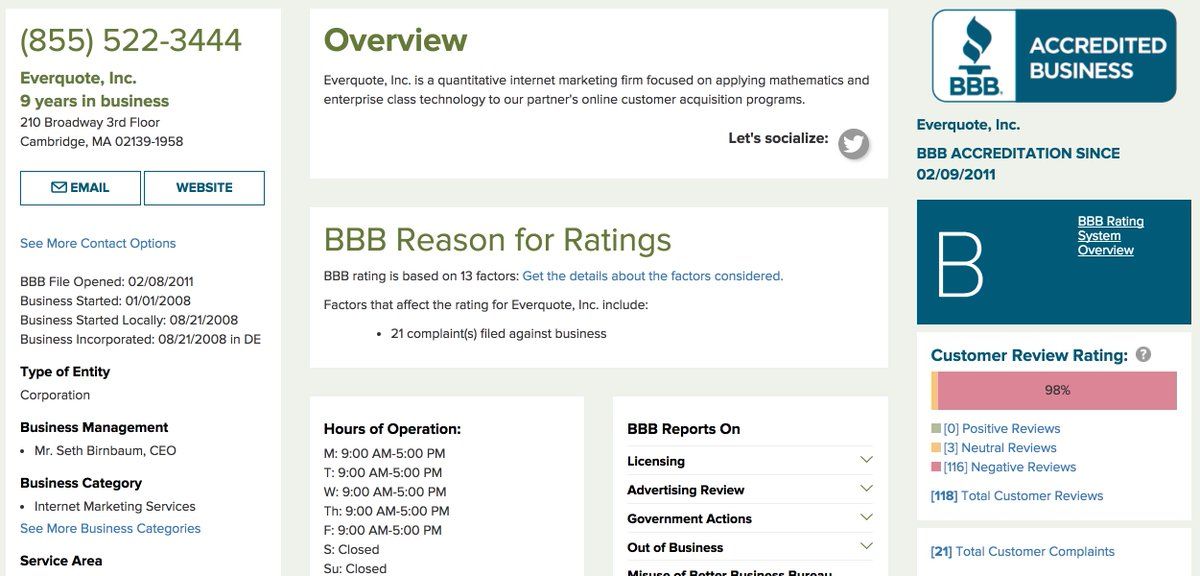 (855) 522-3444
Everquote, Inc.
9 years in business
210 Broadway 3rd Floor
Cambridge, MA 02139-1958
EMAIL
WEBSITE
See More Contact Options
BBB File Opened: 02/08/2011
Business Started: 01/01/2008
Business Started Locally: 08/21/2008
Business Incorporated: 08/21/2008 in DE
Type of Entity
Corporation
Business Management
• Mr. Seth Birnbaum, CEO
Business Category
• Internet Marketing Services
See More Business Categories
Service Area
Overview
Everquote, Inc. is a quantitative internet marketing firm focused on applying mathematics and
enterprise class technology to our partner's online customer acquisition programs.
Let's socialize:
BBB Reason for Ratings
BBB rating is based on 13 factors: Get the details about the factors considered.
Factors that affect the rating for Everquote, Inc. include:
• 21 complaint(s) filed against business
Hours of Operation:
M: 9:00 AM-5:00 PM
T: 9:00 AM-5:00 PM
W: 9:00 AM-5:00 PM
Th: 9:00 AM-5:00 PM
F: 9:00 AM-5:00 PM
S: Closed
Su: Closed
BBB Reports On
Licensing
Advertising Review
Government Actions
Out of Business
Misuse of Better Business Bureau
BBB.
ACCREDITED
BUSINESS
Everquote, Inc.
BBB ACCREDITATION SINCE
02/09/2011
B
BBB Rating
System
Overview
Customer Review Rating: ?
98%
[0] Positive Reviews
[3] Neutral Reviews
[116] Negative Reviews
[118] Total Customer Reviews
[21] Total Customer Complaints